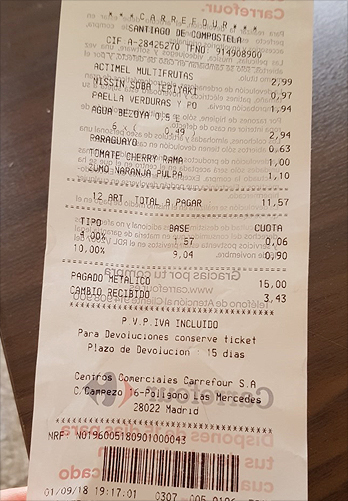 **** CARREFOUR ****
SANTIAGO DE COMPOSTELA
CIF A-28425270 TFNO. 914908900
ACTIMEL MULTIFRUTAS 2,99
NISSIN SOBA TERIYAKI 0,97
PAELLA VERDURAS Y PO 1,94
AGUA BEZOYA 0,5 L
6 x ( 0,49 ) 2,94
PARAGUAYO 0,63
TOMATE CHERRY RAMA 1,00
ZUMO NARANJA PULPA 1,10
12 ART. TOTAL A PAGAR 11,57
TIPO BASE CUOTA
4.00% 1,57 0,06
10.00% 9,04 0,90
PAGADO METALICO 15,00
CAMBIO RECIBIDO 3,43
P.V.P.IVA INCLUIDO
Para Devoluciones conserve ticket
Plazo de Devolucion : 15 dias
Centros Comerciales Carrefour S.A
C/Campezo 16-Poligono las Mercedes
28022 Madrid
NRF N0196005180901000043
01/09/18 19:17:01 0307 005 0196